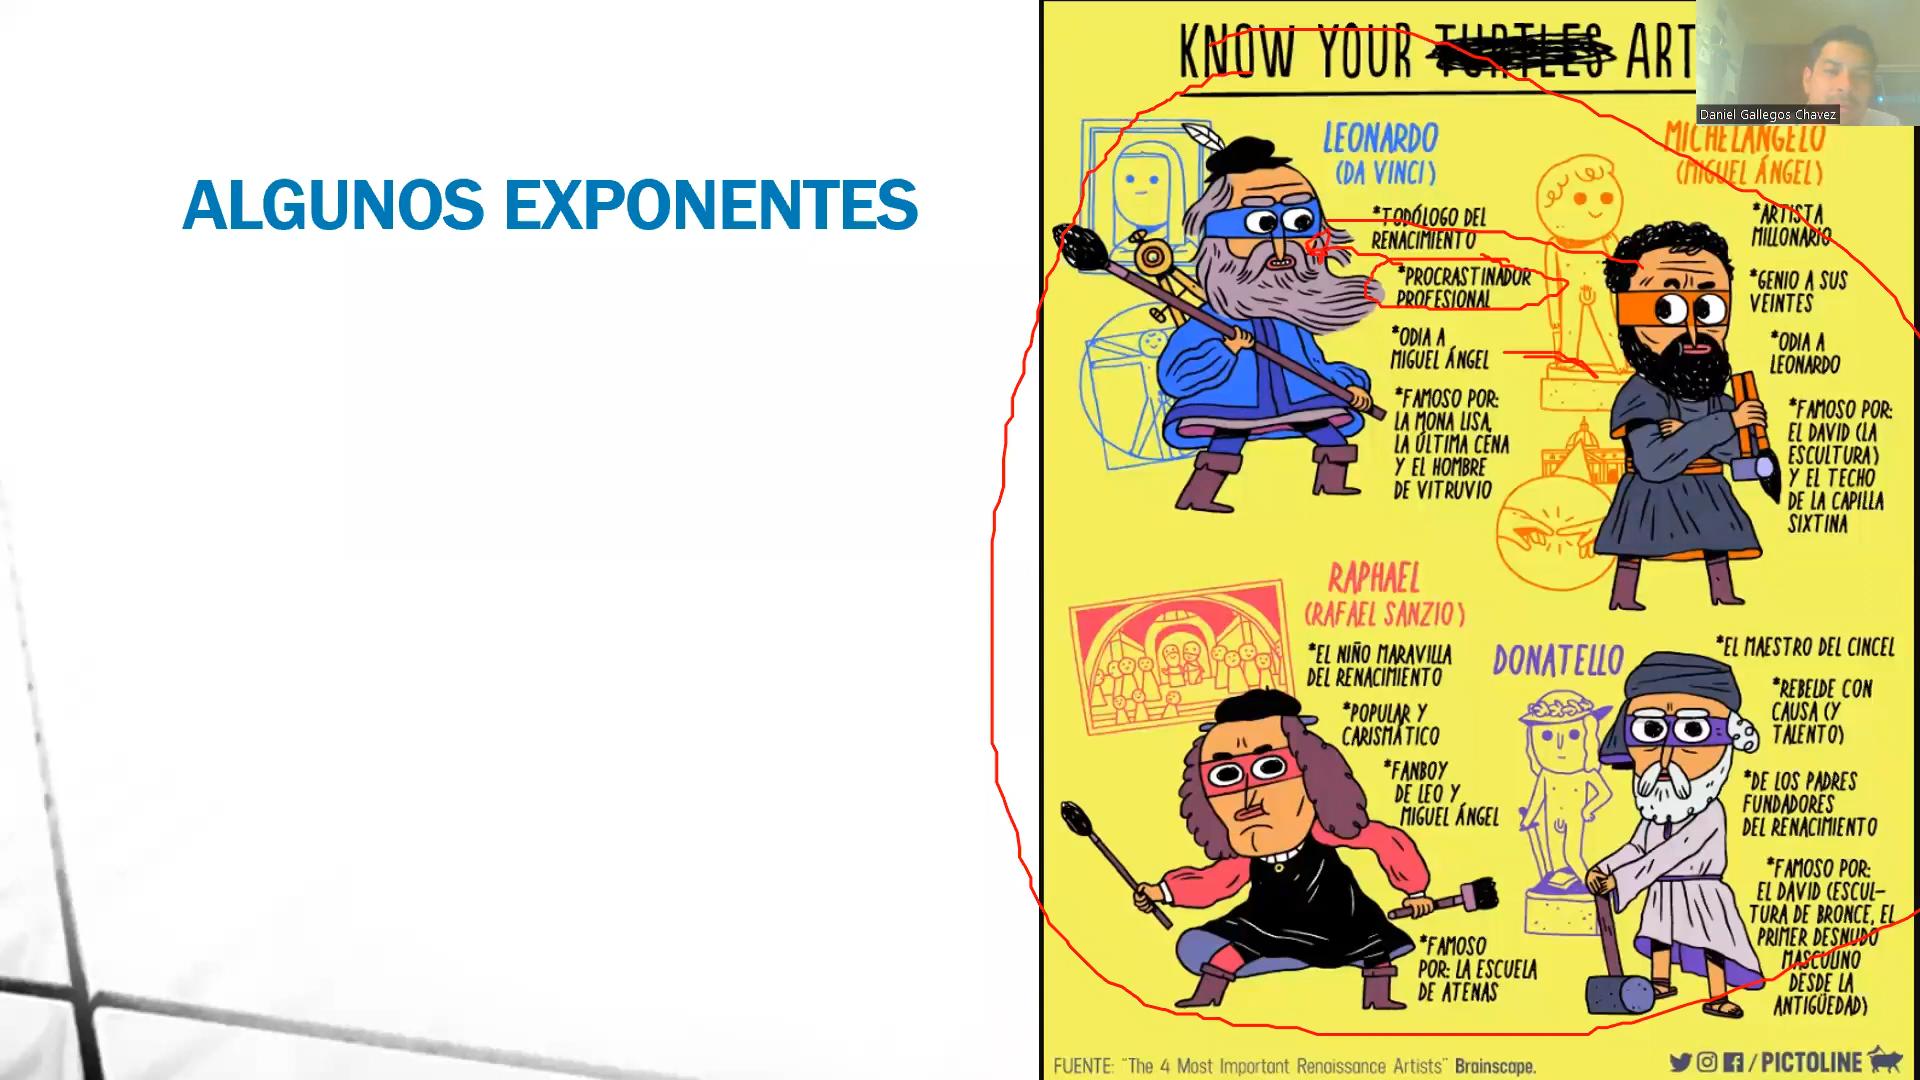 ALGUNOS EXPONENTES
KNOW YOUR TURTLES ART
Daniel Gallegos Chavez
LEONARDO
(DA VINCI)
*TODÓLOGO DEL
RENACIMIENTO
*PROCRASTINADOR
PROFESIONAL
*ODIA A
MIGUEL ÁNGEL
*FAMOSO POR:
LA MONA LISA,
LA ÚLTIMA CENA
Y EL HOMBRE
DE VITRUVIO
MICHELANGELO
(MIGUEL ÁNGEL)
*ARTISTA
MILLONARIO
*GENIO A SUS
VEINTES
*ODIA A
LEONARDO
*FAMOSO POR:
EL DAVID (LA
ESCULTURA)
Y EL TECHO
DE LA CAPILLA
SIXTINA
RAPHAEL
(RAFAEL SANZIO)
*EL NIÑO MARAVILLA
DEL RENACIMIENTO
*POPULAR Y
CARISMÁTICO
*FANBOY
DE LEO Y
MIGUEL ÁNGEL
*FAMOSO
POR: LA ESCUELA
DE ATENAS
DONATELLO
*EL MAESTRO DEL CINCEL
*REBELDE CON
CAUSA (Y
TALENTO)
*DE LOS PADRES
FUNDADORES
DEL RENACIMIENTO
*FAMOSO POR:
EL DAVID (ESCUL-
TURA DE BRONCE, EL
PRIMER DESNUDO
MASCULINO
DESDE LA
ANTIGÜEDAD)
FUENTE: "The 4 Most Important Renaissance Artists" Brainscape.
/PICTOLINE